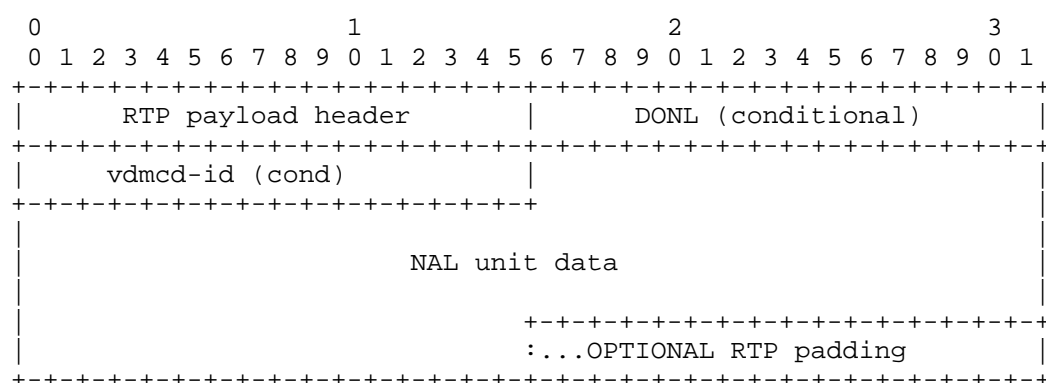 0                   1                   2                   3
 0 1 2 3 4 5 6 7 8 9 0 1 2 3 4 5 6 7 8 9 0 1 2 3 4 5 6 7 8 9 0 1
+-+-+-+-+-+-+-+-+-+-+-+-+-+-+-+-+-+-+-+-+-+-+-+-+-+-+-+-+-+-+-+-+
|      RTP payload header       |      DONL (conditional)       |
+-+-+-+-+-+-+-+-+-+-+-+-+-+-+-+-+-+-+-+-+-+-+-+-+-+-+-+-+-+-+-+-+
|     vdmcd-id (cond)           |                               |
+-+-+-+-+-+-+-+-+-+-+-+-+-+-+-+-+                               |
|                                                               |
|                        NAL unit data                          |
|                                                               |
|                               +-+-+-+-+-+-+-+-+-+-+-+-+-+-+-+-+
|                               :...OPTIONAL RTP padding        |
+-+-+-+-+-+-+-+-+-+-+-+-+-+-+-+-+-+-+-+-+-+-+-+-+-+-+-+-+-+-+-+-+